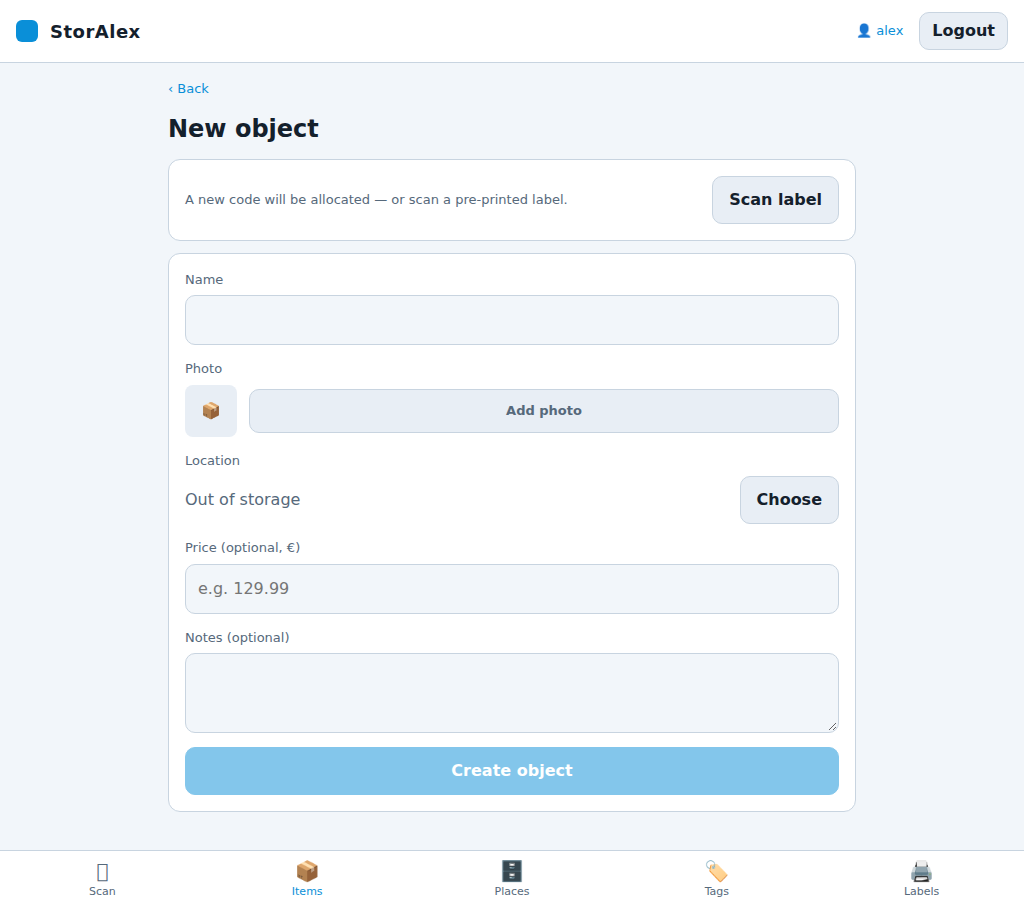 StorAlex
alex
Logout
‹ Back
New object
A new code will be allocated — or scan a pre-printed label.
Scan label
Name
Photo
Add photo
Location
Out of storage
Choose
Price (optional, €)
e.g. 129.99
Notes (optional)
Create object
Scan
Items
Places
Tags
Labels